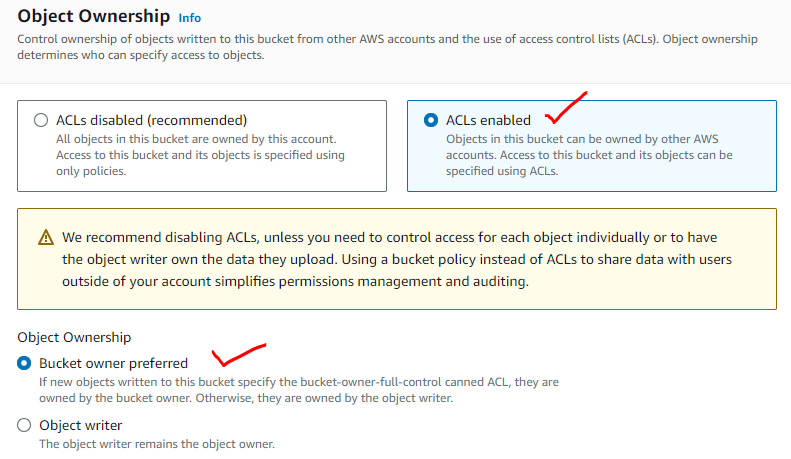 Object Ownership Info
Control ownership of objects written to this bucket from other AWS accounts and the use of access control lists (ACLs). Object ownership
determines who can specify access to objects.
ACLs disabled (recommended)
All objects in this bucket are owned by this account.
Access to this bucket and its objects is specified using
only policies.
ACLs enabled
Objects in this bucket can be owned by other AWS
accounts. Access to this bucket and its objects can be
specified using ACLs.
We recommend disabling ACLs, unless you need to control access for each object individually or to have
the object writer own the data they upload. Using a bucket policy instead of ACLs to share data with users
outside of your account simplifies permissions management and auditing.
Object Ownership
Bucket owner preferred
If new objects written to this bucket specify the bucket-owner-full-control canned ACL, they are
owned by the bucket owner. Otherwise, they are owned by the object writer.
Object writer
The object writer remains the object owner.